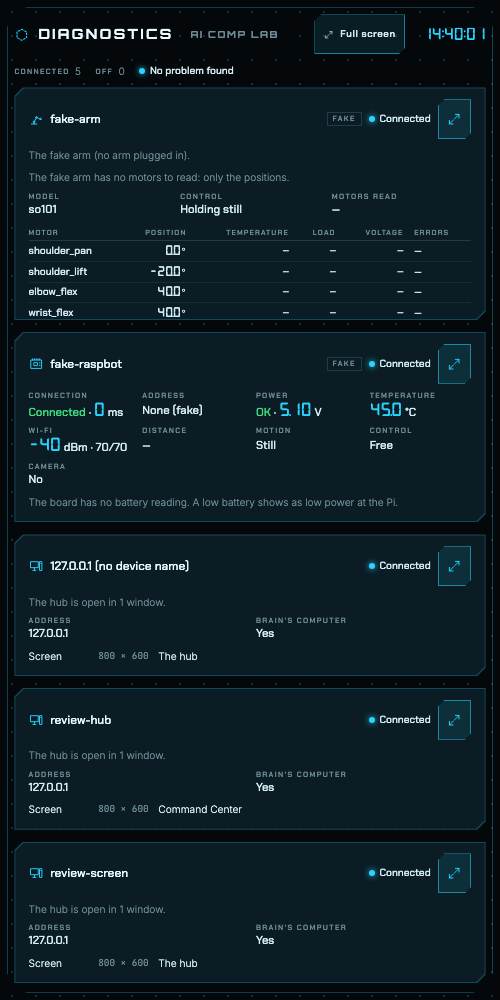 DIAGNOSTICS AI COMP LAB Full screen 14:40:01
CONNECTED 5 OFF 0 No problem found
fake-arm FAKE Connected
The fake arm (no arm plugged in).
The fake arm has no motors to read: only the positions.
MODEL CONTROL MOTORS READ
so101 Holding still –
MOTOR POSITION TEMPERATURE LOAD VOLTAGE ERRORS
shoulder_pan 0.0° – – – –
shoulder_lift -20.0° – – – –
elbow_flex 40.0° – – – –
wrist_flex 40.0° – – – –
fake-raspbot FAKE Connected
CONNECTION ADDRESS POWER TEMPERATURE
Connected · 0 ms None (fake) OK · 5.10 V 45.0 °C
WI-FI DISTANCE MOTION CONTROL
-40 dBm · 70/70 – Still Free
CAMERA
No
The board has no battery reading. A low battery shows as low power at the Pi.
127.0.0.1 (no device name) Connected
The hub is open in 1 window.
ADDRESS BRAIN'S COMPUTER
127.0.0.1 Yes
Screen 800 × 600 The hub
review-hub Connected
The hub is open in 1 window.
ADDRESS BRAIN'S COMPUTER
127.0.0.1 Yes
Screen 800 × 600 Command Center
review-screen Connected
The hub is open in 1 window.
ADDRESS BRAIN'S COMPUTER
127.0.0.1 Yes
Screen 800 × 600 The hub